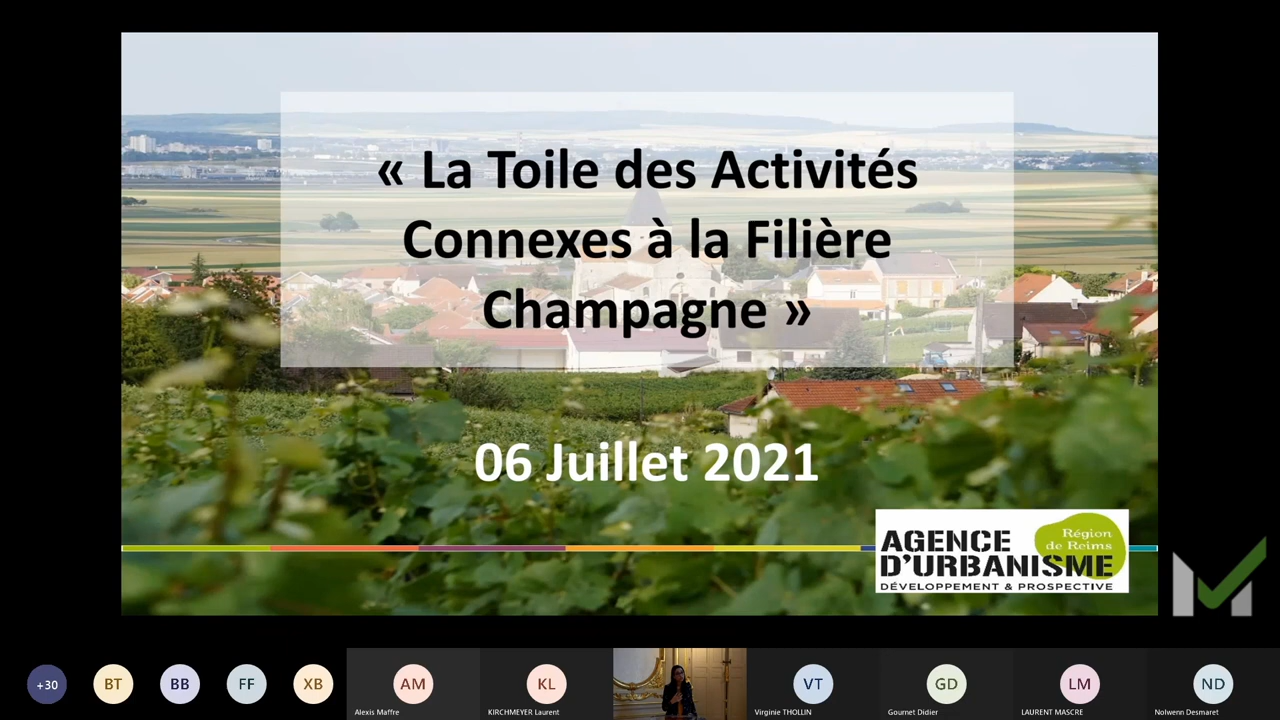 « La Toile des Activités
Connexes à la Filière
Champagne »
06 Juillet 2021
AGENCE
D'URBANISME
Région
de Reims
DÉVELOPPEMENT & PROSPECTIVE
+30
BT
BB
FF
XB
AM
KL
VT
GD
LM
ND
Alexis Maffre
KIRCHMEYER Laurent
Virginie THOLLIN
Gournet Didier
LAURENT MASCRE
Nolwenn Desmaret